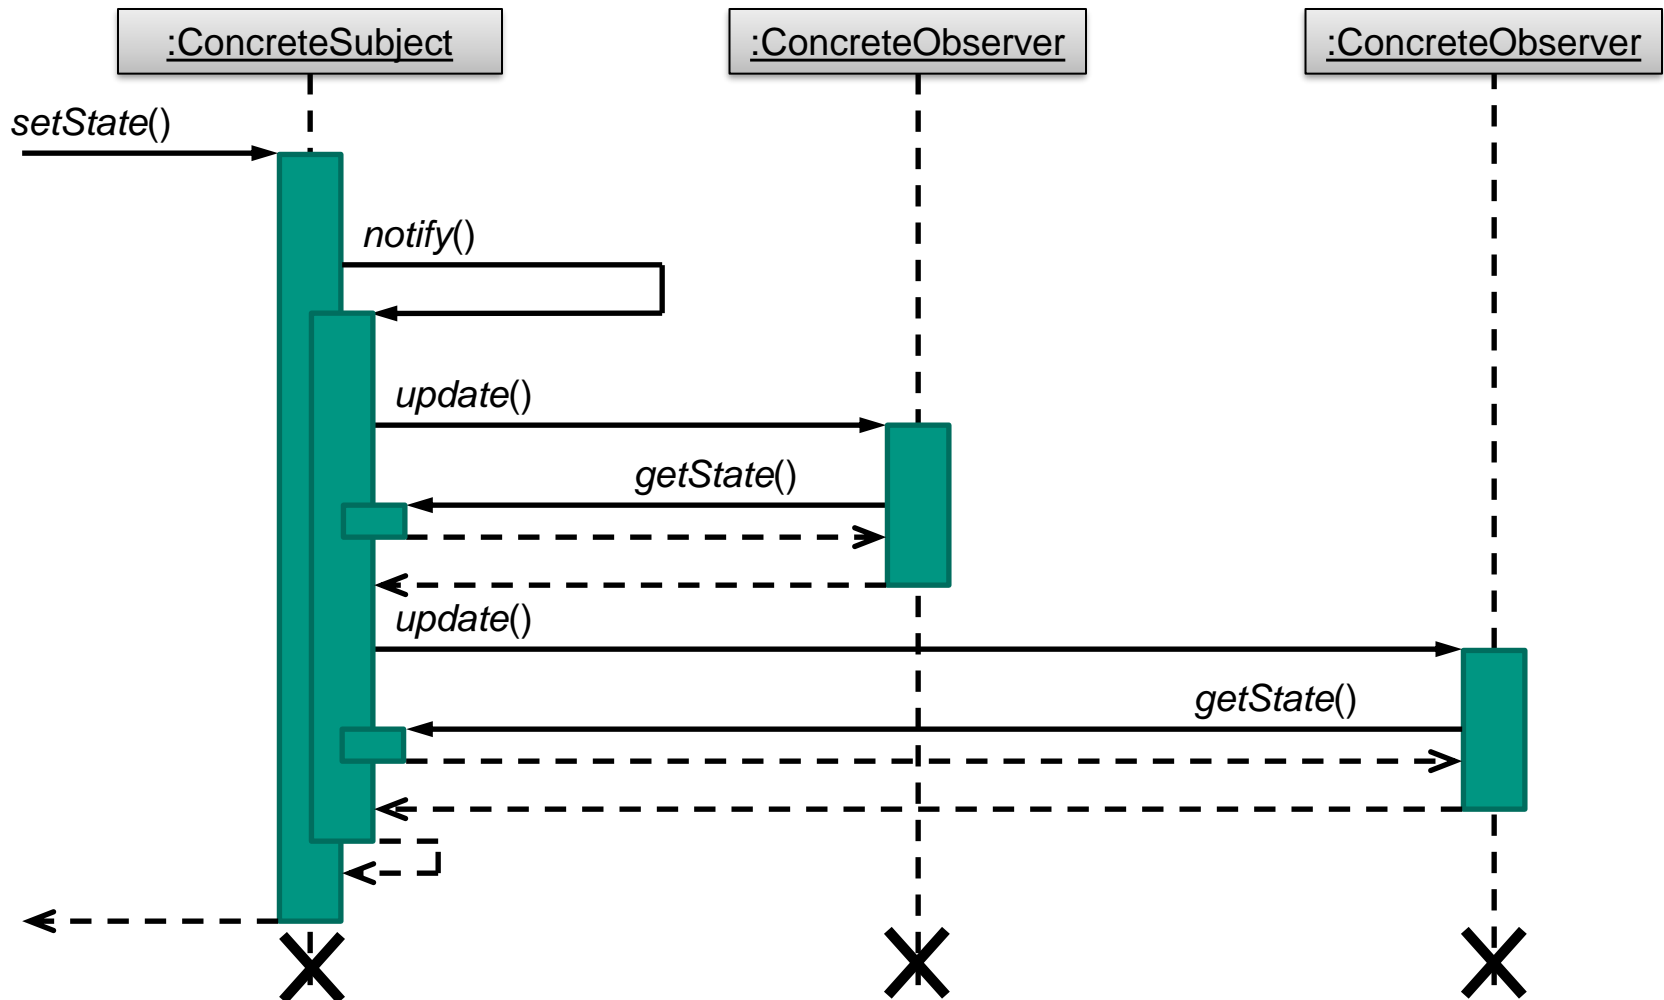 :ConcreteSubject
:ConcreteObserver
:ConcreteObserver
setState()
notify()
update()
getState()
update()
getState()